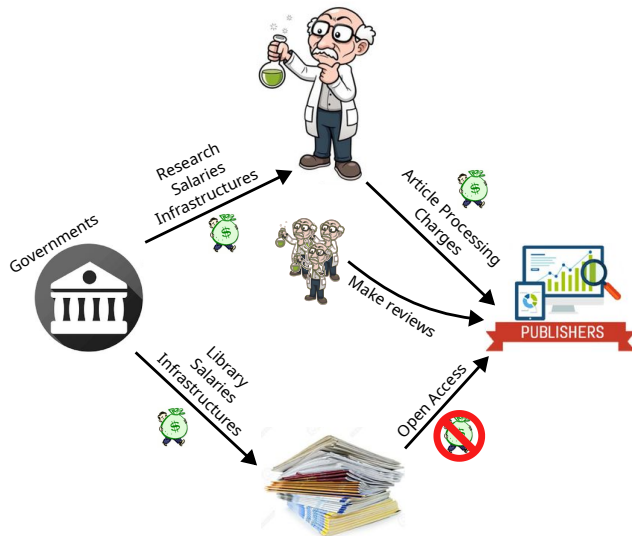 Research
Salaries
Infrastructures
Article Processing
Charges
Governments
Make reviews
PUBLISHERS
Library
Salaries
Infrastructures
Open Access
$
$
$
$